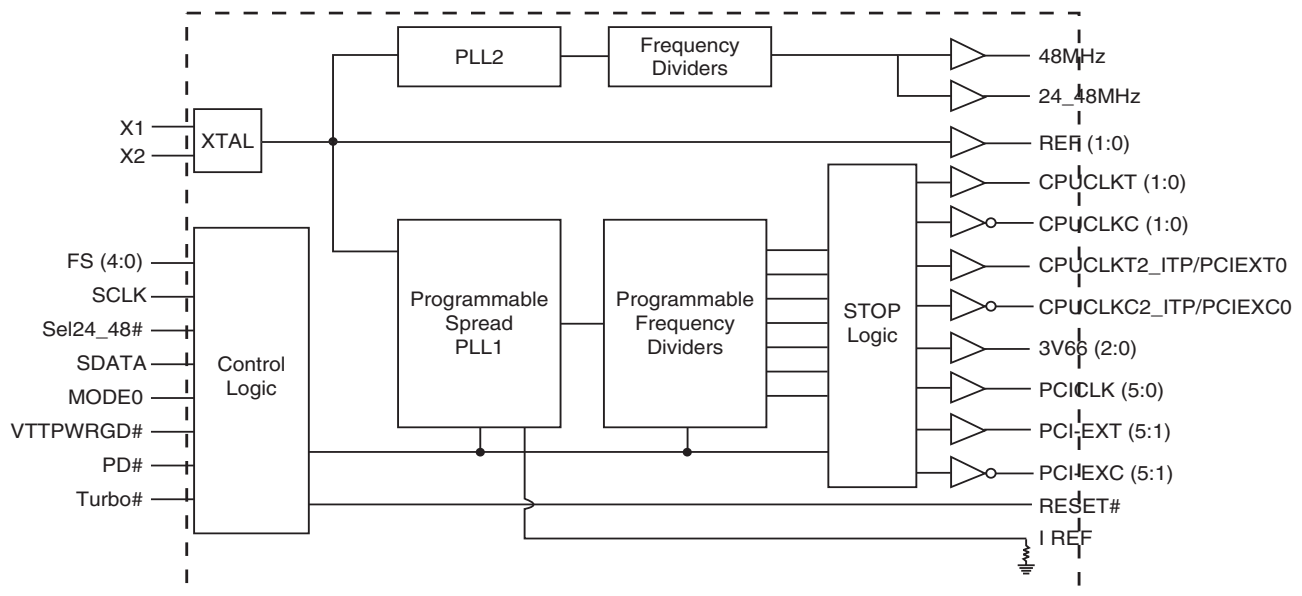 PLL2
Frequency
Dividers
48MHz
24_48MHz
X1
X2
XTAL
REF (1:0)
CPUCLKT (1:0)
CPUCLKC (1:0)
CPUCLKT2_ITP/PCIEXT0
CPUCLKC2_ITP/PCIEXC0
3V66 (2:0)
PCICLK (5:0)
PCI-EXT (5:1)
PCI-EXC (5:1)
RESET#
I REF
FS (4:0)
SCLK
Sel24_48#
SDATA
MODE0
VTTPWRGD#
PD#
Turbo#
Control
Logic
Programmable
Spread
PLL1
Programmable
Frequency
Dividers
STOP
Logic